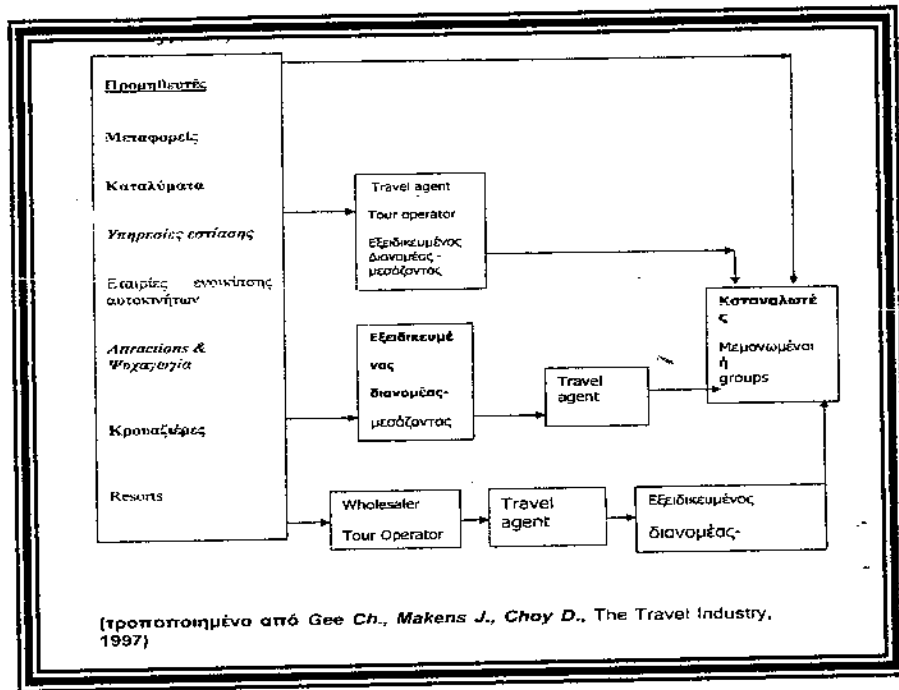 Προμηθευτές
Μεταφορείς
Καταλύματα
Υπηρεσίες εστίασης
Εταιρίες ενοικίασης
αυτοκινήτων
Attractions &
Ψυχαγωγία
Κρουαζιέρες
Resorts
Travel agent
Tour operator
Εξειδικευμένος
Διανομέας -
μεσάζοντας
Εξειδικευμέ
νας
διανομέας-
μεσάζοντας
Travel
agent
Wholesaler
Tour Operator
Travel
agent
Εξειδικευμένος
διανομέας-
Καταναλωτέ
ς
Μεμονωμένοι
ή
groups
(τροποποιημένο από Gee Ch., Makens J., Choy D., The Travel Industry,
1997)